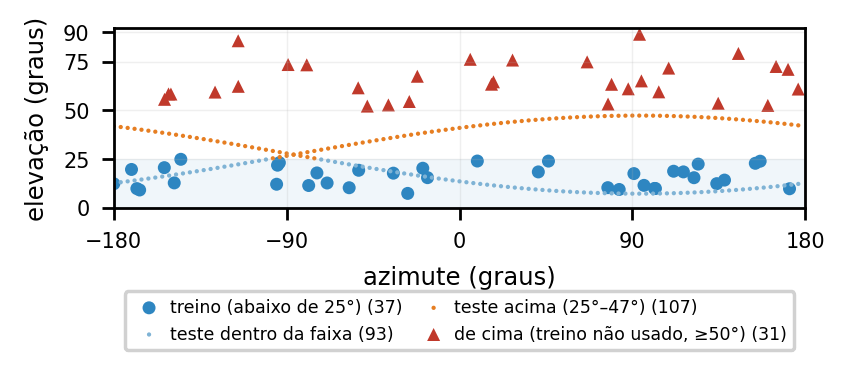 90
75
50
25
0
elevação (graus)
−180
−90
0
90
180
azimute (graus)
treino (abaixo de 25°) (37)
teste acima (25°–47°) (107)
teste dentro da faixa (93)
de cima (treino não usado, ≥50°) (31)